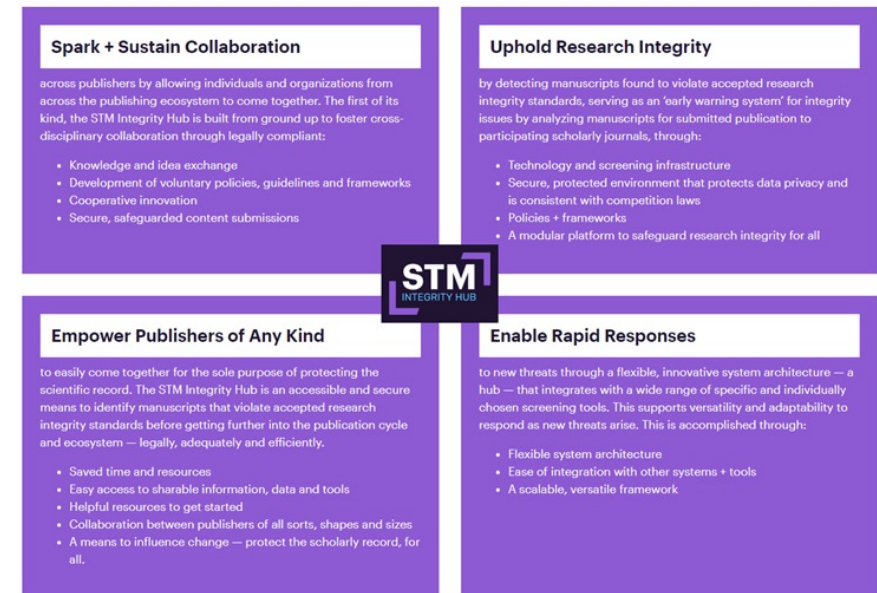 Spark + Sustain Collaboration
across publishers by allowing individuals and organizations from
across the publishing ecosystem to come together. The first of its
kind, the STM Integrity Hub is built from ground up to foster cross-
disciplinary collaboration through legally compliant:
• Knowledge and idea exchange
• Development of voluntary policies, guidelines and frameworks
• Cooperative innovation
• Secure, safeguarded content submissions
Uphold Research Integrity
by detecting manuscripts found to violate accepted research
integrity standards, serving as an ‘early warning system’ for integrity
issues by analyzing manuscripts for submitted publication to
participating scholarly journals, through:
• Technology and screening infrastructure
• Secure, protected environment that protects data privacy and
is consistent with competition laws
• Policies + frameworks
• A modular platform to safeguard research integrity for all
STM
INTEGRITY HUB
Empower Publishers of Any Kind
to easily come together for the sole purpose of protecting the
scientific record. The STM Integrity Hub is an accessible and secure
means to identify manuscripts that violate accepted research
integrity standards before getting further into the publication cycle
and ecosystem — legally, adequately and efficiently.
• Saved time and resources
• Easy access to sharable information, data and tools
• Helpful resources to get started
• Collaboration between publishers of all sorts, shapes and sizes
• A means to influence change — protect the scholarly record, for
all.
Enable Rapid Responses
to new threats through a flexible, innovative system architecture — a
hub — that integrates with a wide range of specific and individually
chosen screening tools. This supports versatility and adaptability to
respond as new threats arise. This is accomplished through:
• Flexible system architecture
• Ease of integration with other systems + tools
• A scalable, versatile framework